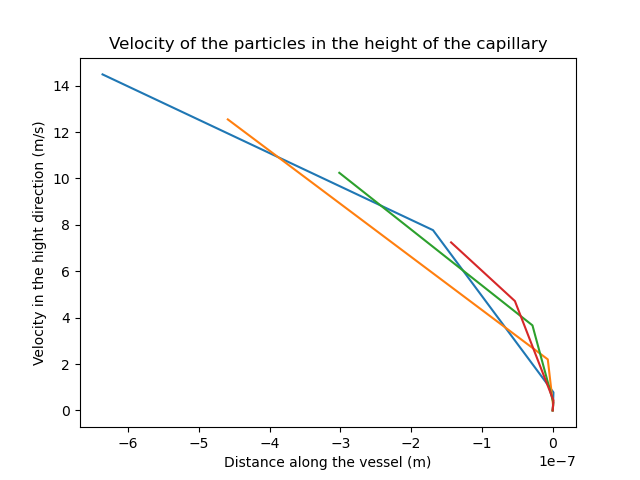 Velocity of the particles in the height of the capillary
Velocity in the hight direction (m/s)
14
12
10
8
6
4
2
0
−6 −5 −4 −3 −2 −1 0
1e−7
Distance along the vessel (m)